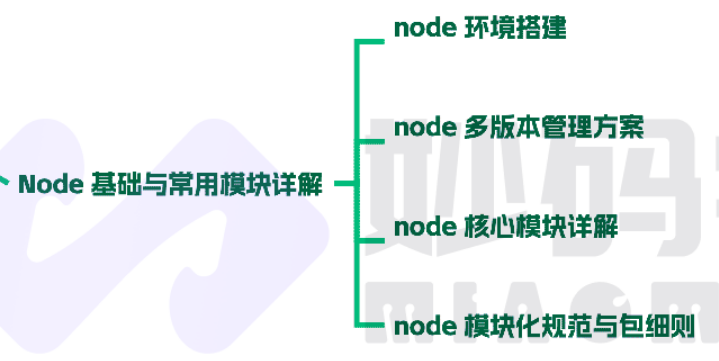 node 环境搭建
node 多版本管理方案
Node 基础与常用模块详解
node 核心模块详解
node 模块化规范与包细则
妙码